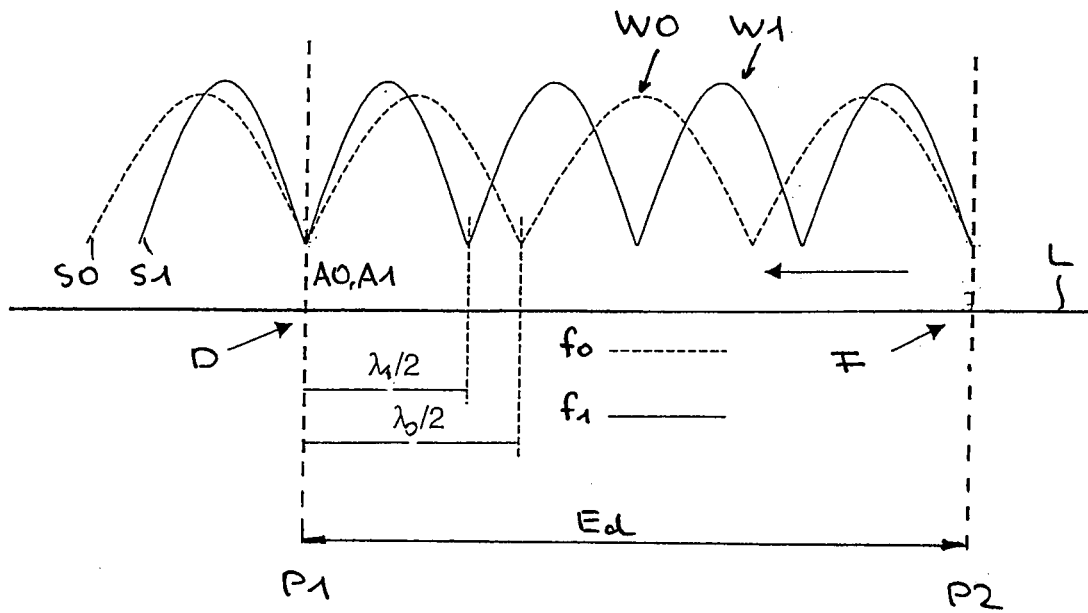 W0 W1
S0 S1 A0,A1 L
D F
f0
λ1/2
f1
λ0/2
Ed
P1 P2